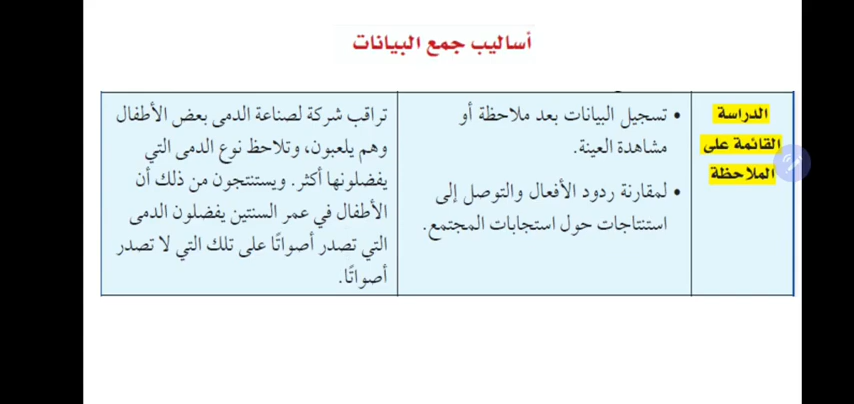 أساليب جمع البيانات
الدراسة
القائمة على
الملاحظة
• تسجيل البيانات بعد ملاحظة أو
مشاهدة العينة.
• لمقارنة ردود الأفعال والتوصل إلى
استنتاجات حول استجابات المجتمع.
تراقب شركة لصناعة الدمى بعض الأطفال
وهم يلعبون، وتلاحظ نوع الدمى التي
يفضلونها أكثر. ويستنتجون من ذلك أن
الأطفال في عمر السنتين يفضلون الدمى
التي تصدر أصواتًا على تلك التي لا تصدر
أصواتًا.